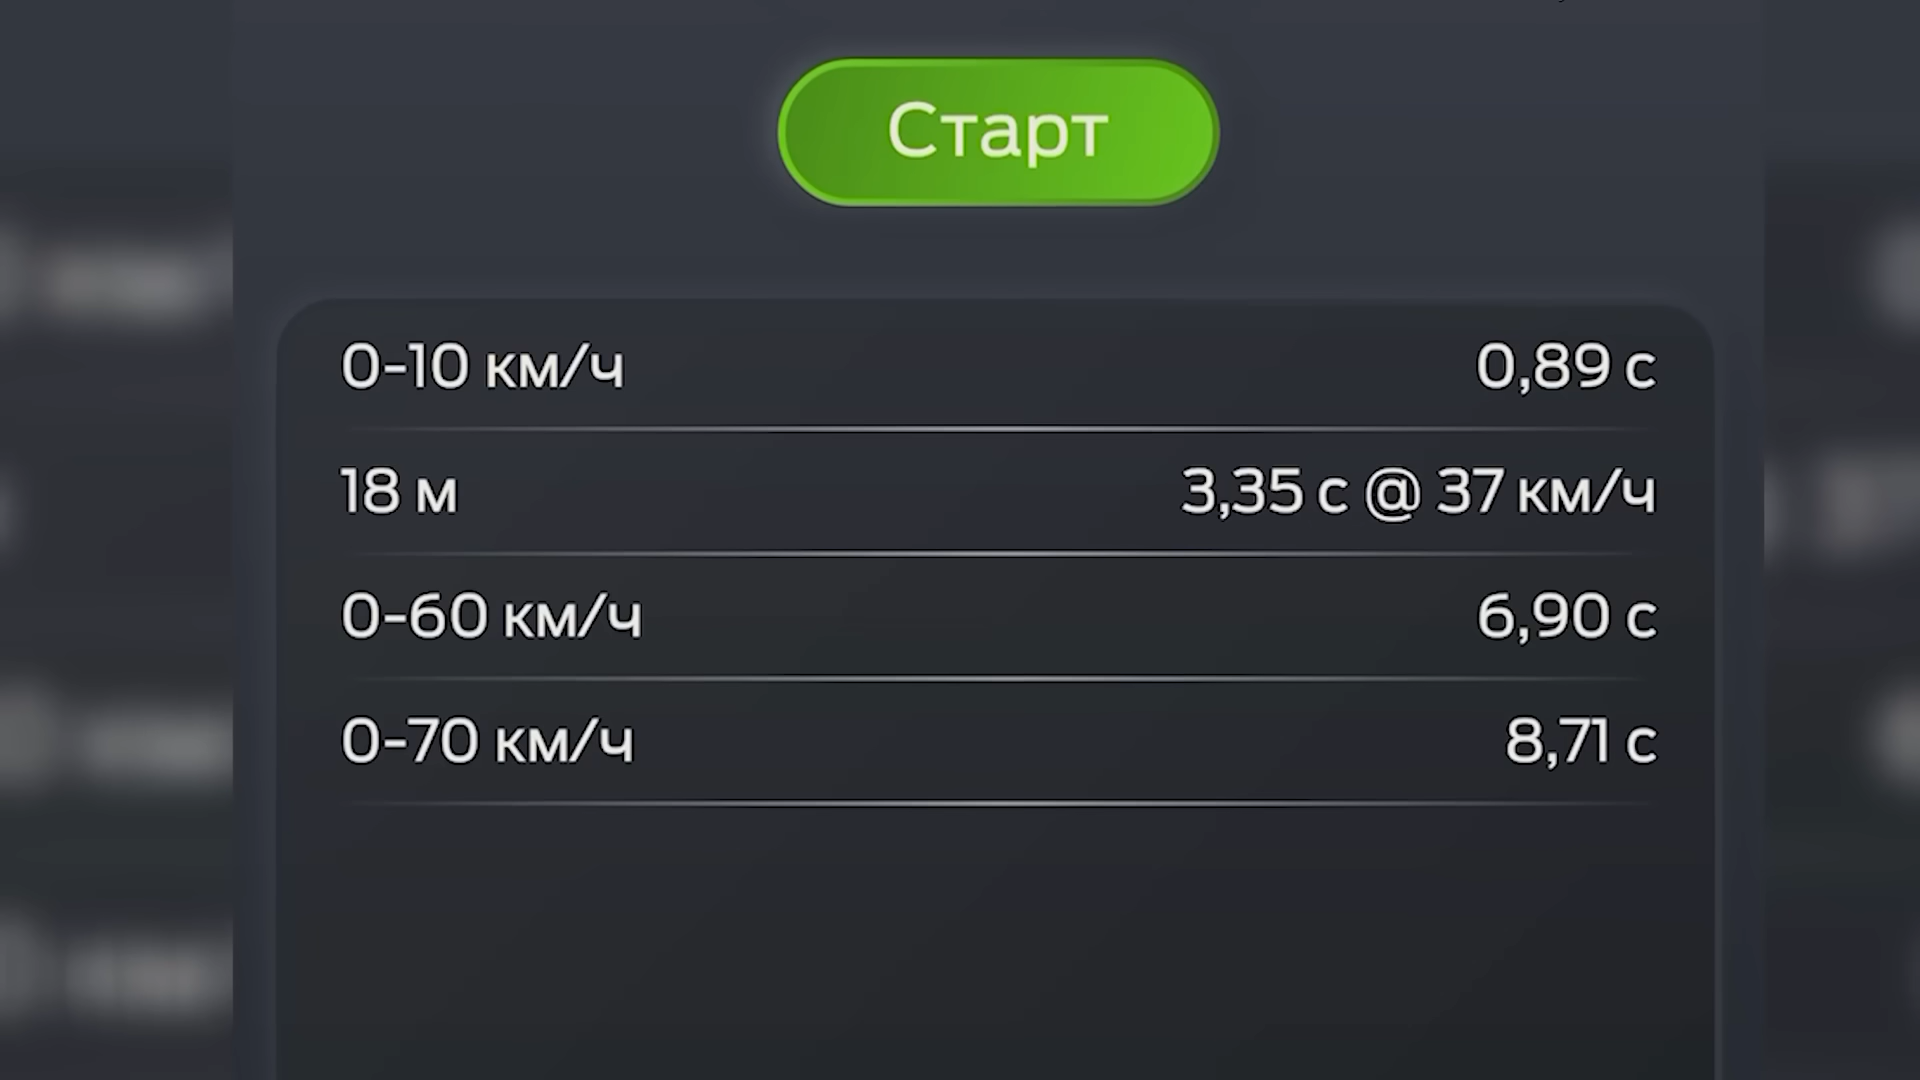 Старт
0-10 км/ч 0,89 с
18 м 3,35 с @ 37 км/ч
0-60 км/ч 6,90 с
0-70 км/ч 8,71 с